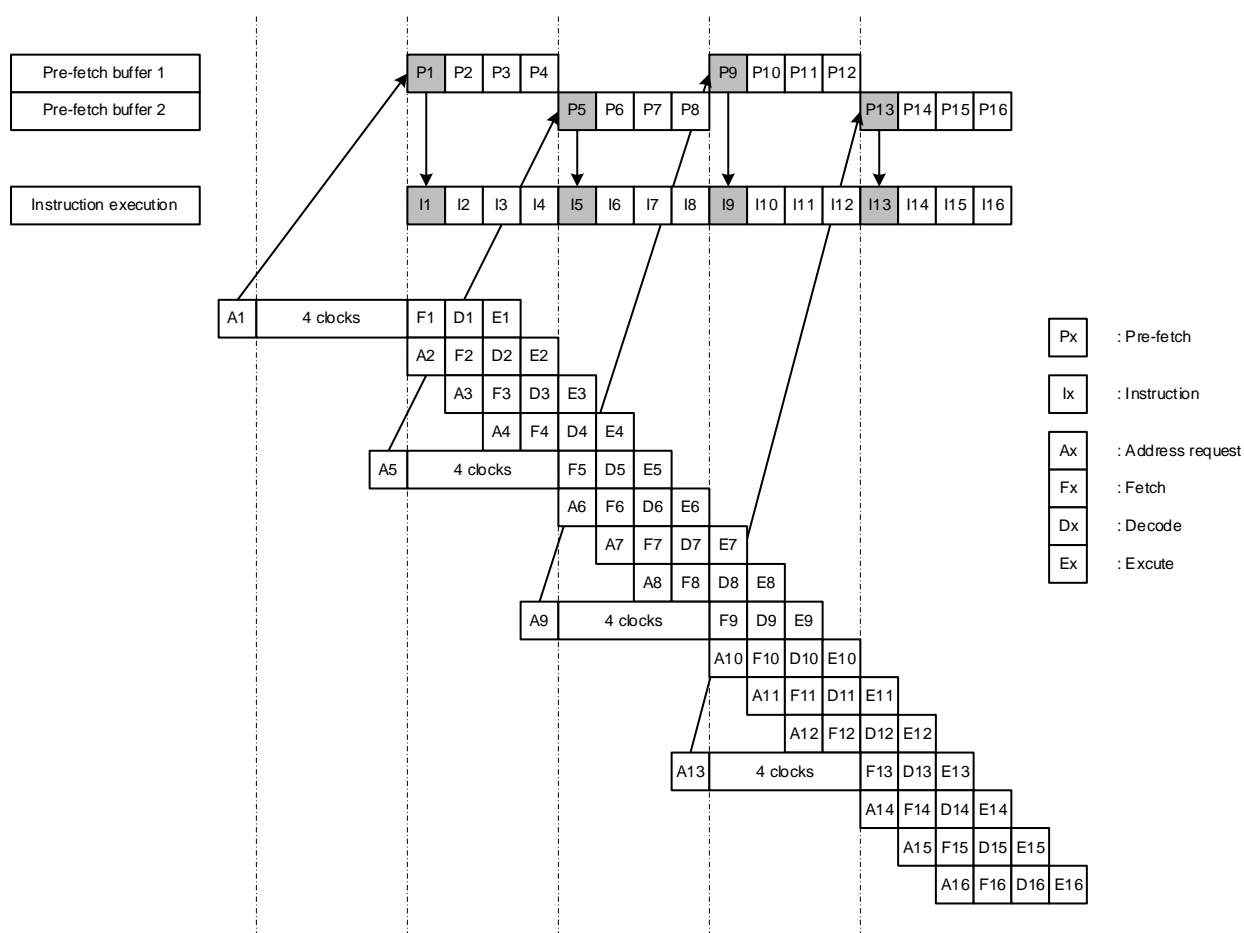 Pre-fetch buffer 1 P1 P2 P3 P4 P9 P10 P11 P12
Pre-fetch buffer 2 P5 P6 P7 P8 P13 P14 P15 P16
Instruction execution I1 I2 I3 I4 I5 I6 I7 I8 I9 I10 I11 I12 I13 I14 I15 I16
A1 4 clocks F1 D1 E1
A2 F2 D2 E2
A3 F3 D3 E3
A4 F4 D4 E4
A5 4 clocks F5 D5 E5
A6 F6 D6 E6
A7 F7 D7 E7
A8 F8 D8 E8
A9 4 clocks F9 D9 E9
A10 F10 D10 E10
A11 F11 D11 E11
A12 F12 D12 E12
A13 4 clocks F13 D13 E13
A14 F14 D14 E14
A15 F15 D15 E15
A16 F16 D16 E16
Px : Pre-fetch
Ix : Instruction
Ax : Address request
Fx : Fetch
Dx : Decode
Ex : Excute